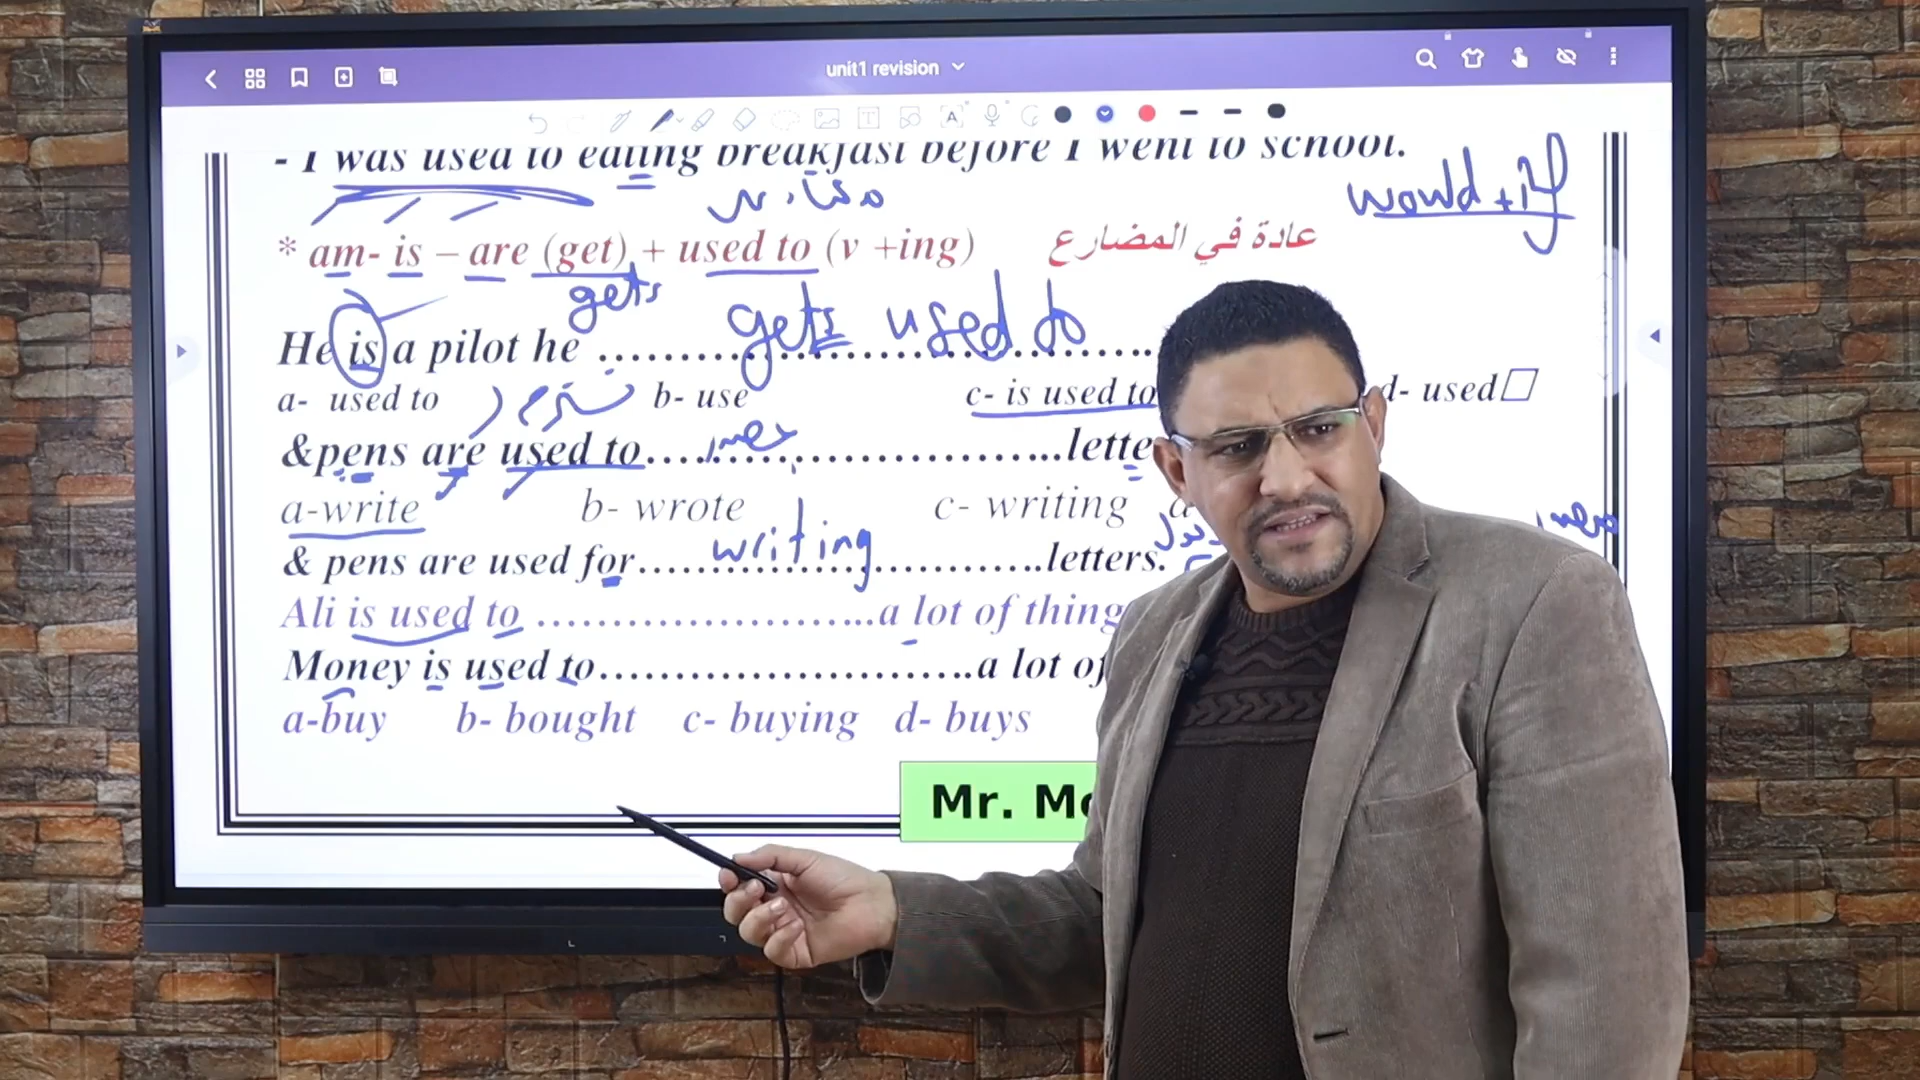 unit1 revision
- I was used to eating breakfast before I went to school.
would + if
* am- is – are (get) + used to (v +ing) عادة في المضارع
gets
He is a pilot he ........ gets used to ........
a- used to b- use c- is used to d- used
&pens are used to.... ........ ..lette
a-write b- wrote c- writing
& pens are used for........ writing ........letters.
Ali is used to ........a lot of thing
Money is used to........a lot of
a-buy b- bought c- buying d- buys
Mr. Mo